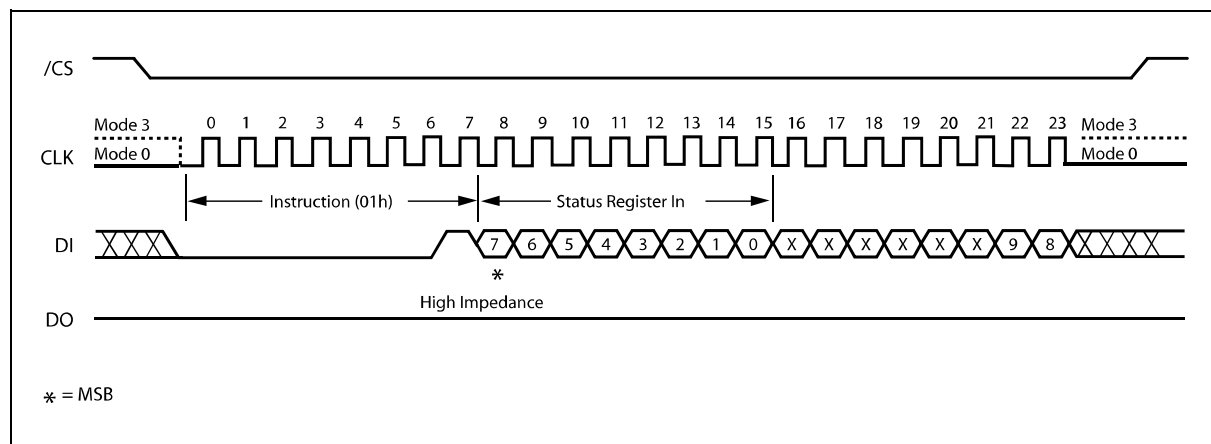 /CS
Mode 3 0 1 2 3 4 5 6 7 8 9 10 11 12 13 14 15 16 17 18 19 20 21 22 23 Mode 3
CLK Mode 0 Mode 0
Instruction (01h) Status Register In
DI 7 6 5 4 3 2 1 0 X X X X X X 9 8
*
High Impedance
DO
* = MSB